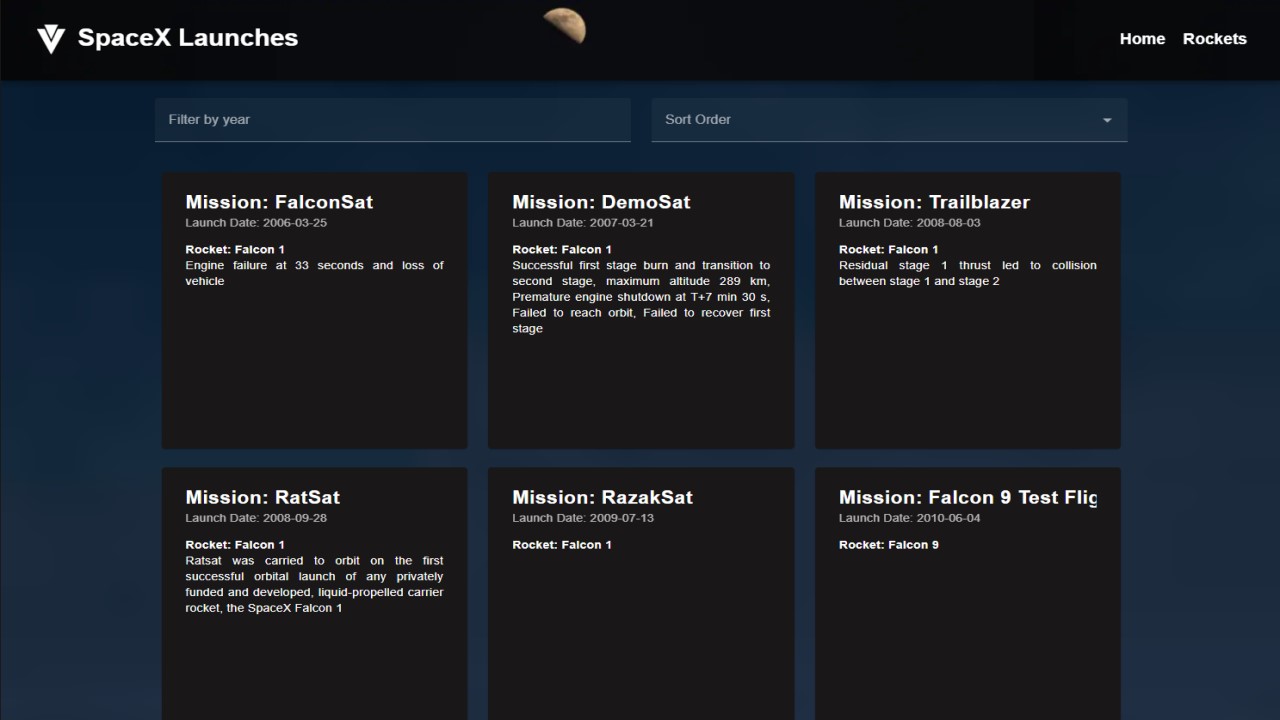 SpaceX Launches
Home Rockets
Filter by year
Sort Order
Mission: FalconSat
Launch Date: 2006-03-25
Rocket: Falcon 1
Engine failure at 33 seconds and loss of
vehicle
Mission: DemoSat
Launch Date: 2007-03-21
Rocket: Falcon 1
Successful first stage burn and transition to
second stage, maximum altitude 289 km,
Premature engine shutdown at T+7 min 30 s,
Failed to reach orbit, Failed to recover first
stage
Mission: Trailblazer
Launch Date: 2008-08-03
Rocket: Falcon 1
Residual stage 1 thrust led to collision
between stage 1 and stage 2
Mission: RatSat
Launch Date: 2008-09-28
Rocket: Falcon 1
Ratsat was carried to orbit on the first
successful orbital launch of any privately
funded and developed, liquid-propelled carrier
rocket, the SpaceX Falcon 1
Mission: RazakSat
Launch Date: 2009-07-13
Rocket: Falcon 1
Mission: Falcon 9 Test Flig
Launch Date: 2010-06-04
Rocket: Falcon 9